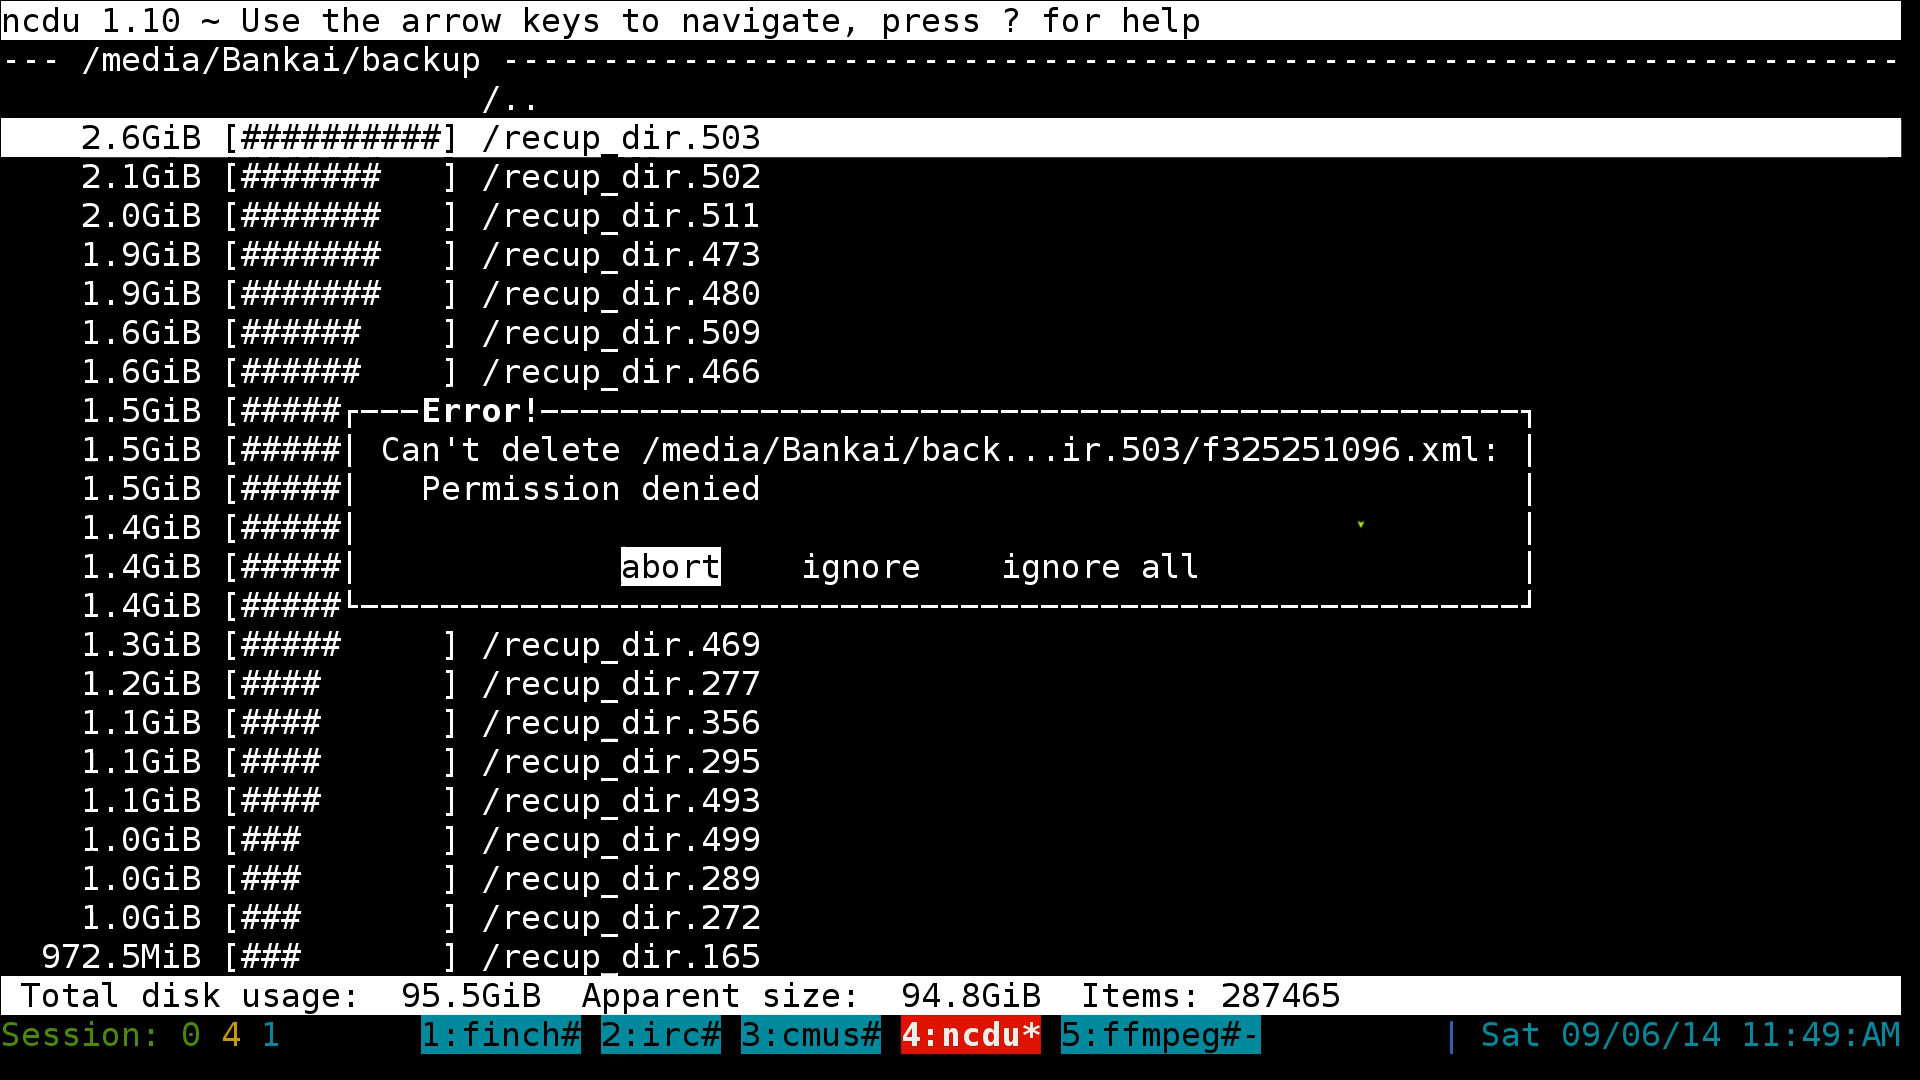 ncdu 1.10 ~ Use the arrow keys to navigate, press ? for help
--- /media/Bankai/backup ----------------------------------------------------------------------
/..
2.6GiB [##########] /recup_dir.503
2.1GiB [#######   ] /recup_dir.502
2.0GiB [#######   ] /recup_dir.511
1.9GiB [#######   ] /recup_dir.473
1.9GiB [#######   ] /recup_dir.480
1.6GiB [######    ] /recup_dir.509
1.6GiB [######    ] /recup_dir.466
1.5GiB [#####┌---Error!--------------------------------------------------┐
1.5GiB [#####│ Can't delete /media/Bankai/back...ir.503/f325251096.xml: │
1.5GiB [#####│   Permission denied │
1.4GiB [#####│ │
1.4GiB [#####│ abort    ignore    ignore all │
1.4GiB [#####└----------------------------------------------------------┘
1.3GiB [#####     ] /recup_dir.469
1.2GiB [####      ] /recup_dir.277
1.1GiB [####      ] /recup_dir.356
1.1GiB [####      ] /recup_dir.295
1.1GiB [####      ] /recup_dir.493
1.0GiB [###       ] /recup_dir.499
1.0GiB [###       ] /recup_dir.289
1.0GiB [###       ] /recup_dir.272
972.5MiB [###       ] /recup_dir.165
Total disk usage:  95.5GiB  Apparent size:  94.8GiB  Items: 287465
Session: 0 4 1       1:finch# 2:irc# 3:cmus# 4:ncdu* 5:ffmpeg#-         | Sat 09/06/14 11:49:AM